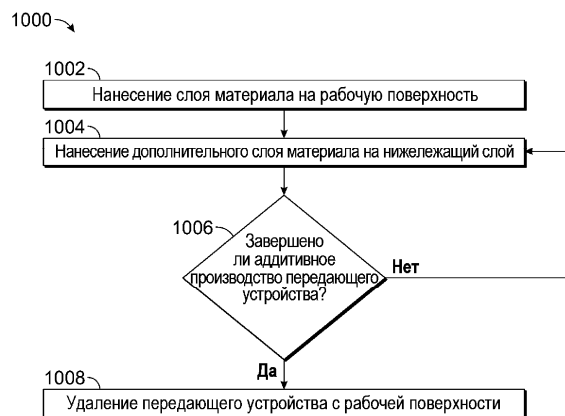 1000
1002
Нанесение слоя материала на рабочую поверхность
1004
Нанесение дополнительного слоя материала на нижележащий слой
1006
Завершено
ли аддитивное
производство передающего
устройства?
Нет
Да
1008
Удаление передающего устройства с рабочей поверхности